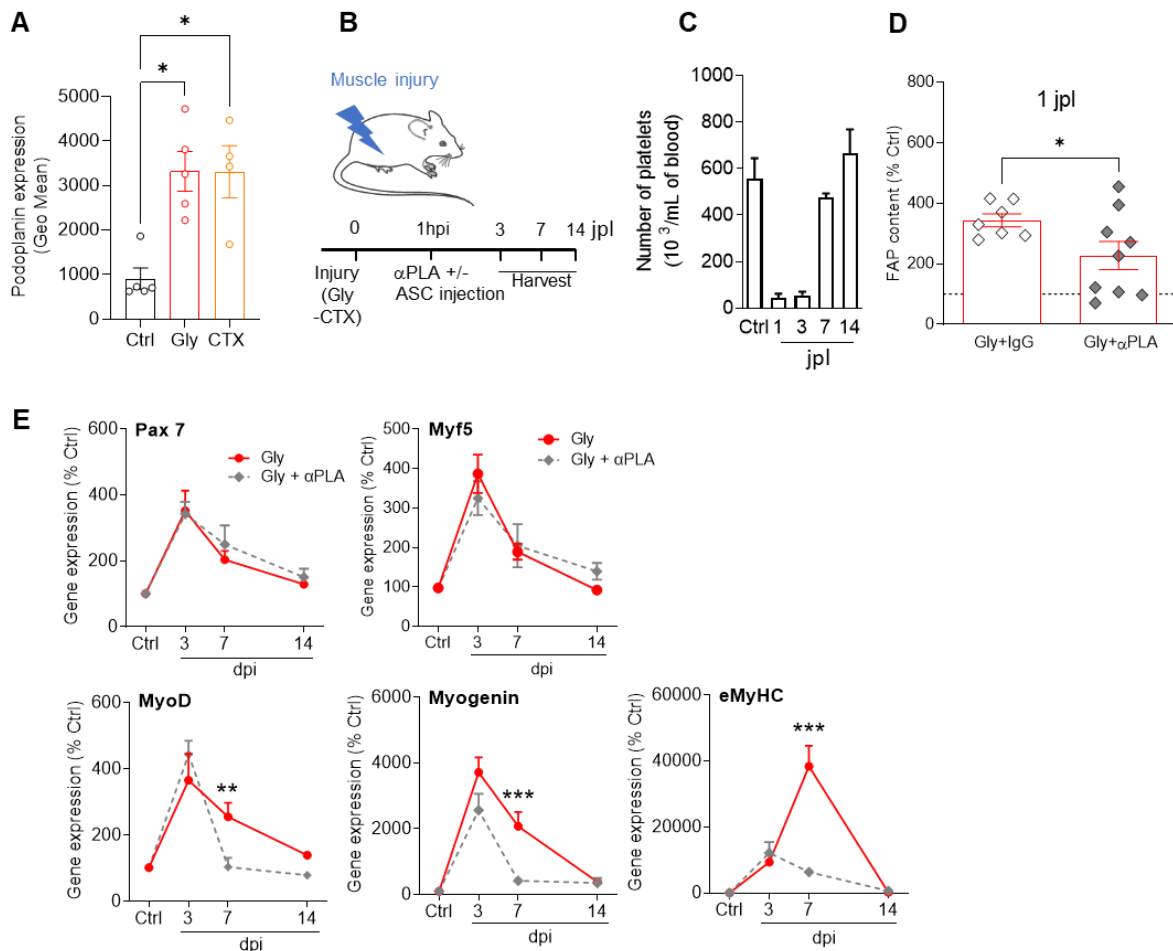 A
*
*
Podoplanin expression
(Geo Mean)
5000
4000
3000
2000
1000
0
Ctrl Gly CTX
B
Muscle injury
0 1hpi 3 7 14 jpl
Injury
(Gly
-CTX)
αPLA +/-
ASC injection
Harvest
C
Number of platelets
(10 3/mL of blood)
1000
800
600
400
200
0
Ctrl 1 3 7 14
jpl
D
1 jpl
*
FAP content (% Ctrl)
800
600
400
200
0
Gly+IgG Gly+αPLA
E
Pax 7
Gene expression (% Ctrl)
600
400
200
0
Gly
Gly + αPLA
Ctrl 3 7 14
dpi
Myf5
Gene expression (% Ctrl)
500
400
300
200
100
0
Gly
Gly + αPLA
Ctrl 3 7 14
dpi
MyoD
Gene expression (% Ctrl)
600
400
200
0
**
Ctrl 3 7 14
dpi
Myogenin
Gene expression (% Ctrl)
6000
4000
2000
0
***
Ctrl 3 7 14
dpi
eMyHC
Gene expression (% Ctrl)
60000
40000
20000
0
***
Ctrl 3 7 14
dpi